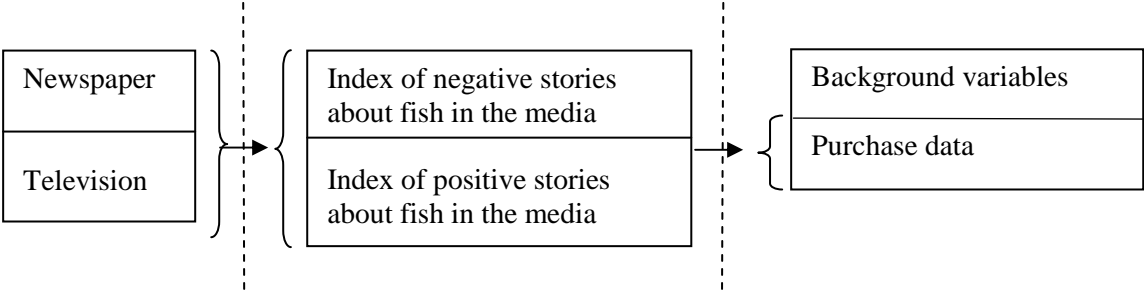 Newspaper
Television
Index of negative stories
about fish in the media
Index of positive stories
about fish in the media
Background variables
Purchase data